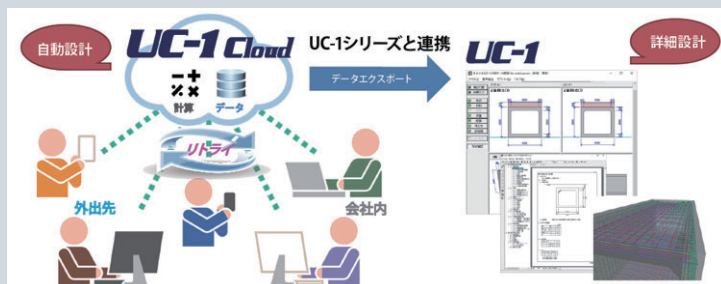 自動設計
UC-1 Cloud
UC-1シリーズと連携
UC-1
詳細設計
データエクスポート
計算
データ
リトライ
外出先
会社内